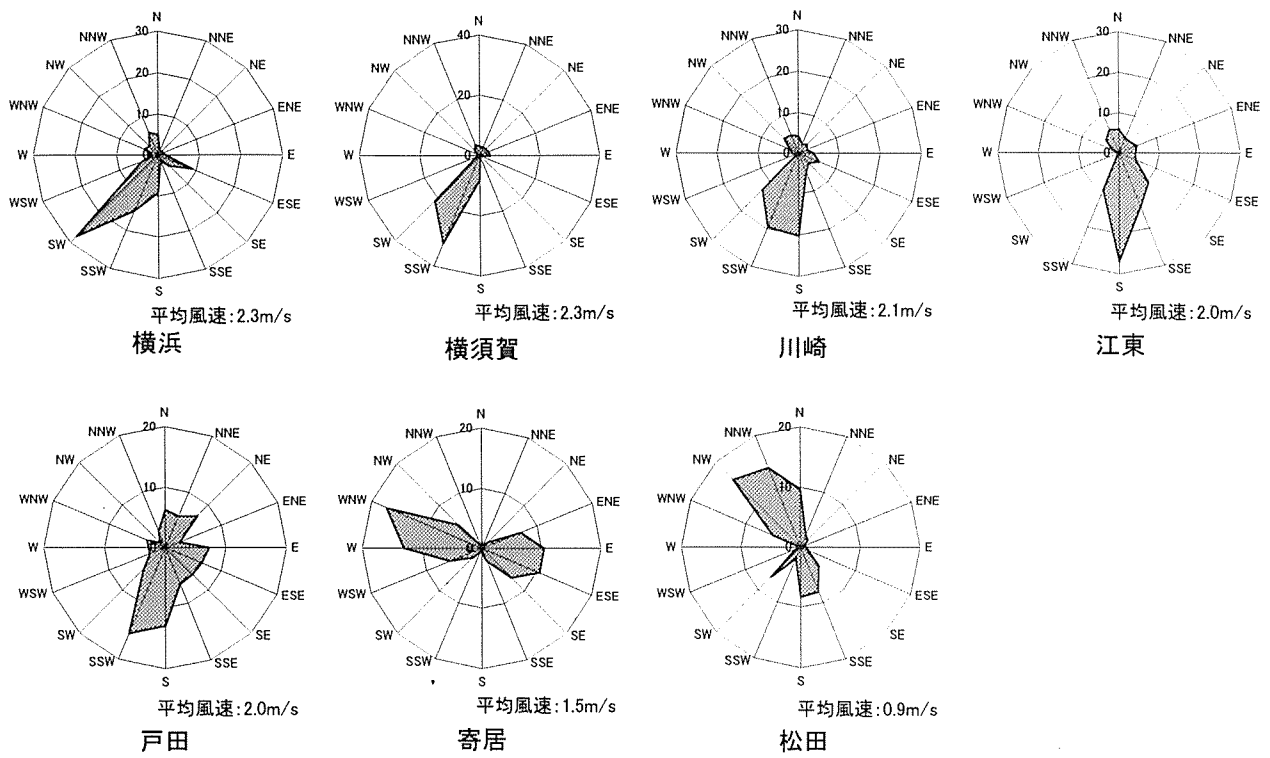 N
30
NNW NNE
20
NW NE
10
WNW ENE
W 0 E
WSW ESE
SW SE
SSW SSE
S
平均風速:2.3m/s
横浜
N
40
NNW NNE
NW NE
20
WNW ENE
W 0 E
WSW ESE
SW SE
SSW SSE
S
平均風速:2.3m/s
横須賀
N
30
NNW NNE
20
NW NE
10
WNW ENE
W 0 E
WSW ESE
SW SE
SSW SSE
S
平均風速:2.1m/s
川崎
N
30
NNW NNE
20
NW NE
10
WNW ENE
W 0 E
WSW ESE
SW SE
SSW SSE
S
平均風速:2.0m/s
江東
N
20
NNW NNE
NW NE
10
WNW ENE
W 0 E
WSW ESE
SW SE
SSW SSE
S
平均風速:2.0m/s
戸田
N
20
NNW NNE
NW NE
10
WNW ENE
W 0 E
WSW ESE
SW SE
SSW SSE
S
平均風速:1.5m/s
寄居
N
20
NNW NNE
NW NE
10
WNW ENE
W 0 E
WSW ESE
SW SE
SSW SSE
S
平均風速:0.9m/s
松田